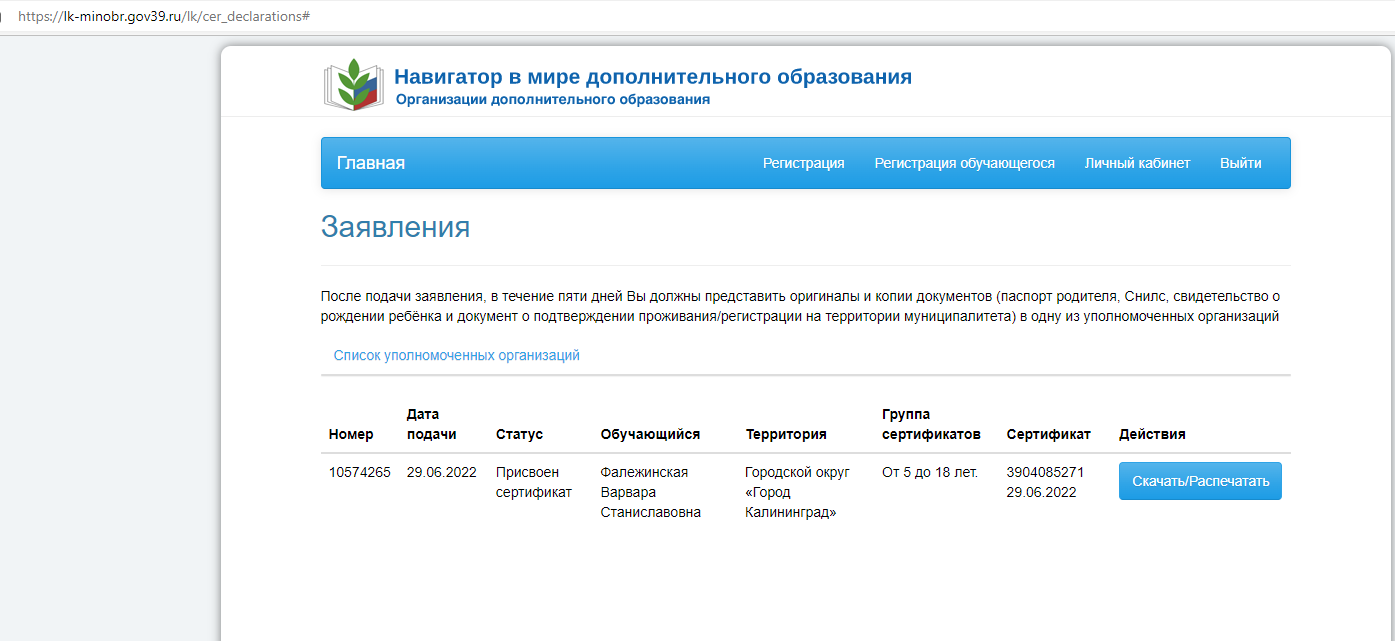 https://lk-minobr.gov39.ru/lk/cer_declarations#
Навигатор в мире дополнительного образования
Организации дополнительного образования
Главная Регистрация Регистрация обучающегося Личный кабинет Выйти
Заявления
После подачи заявления, в течение пяти дней Вы должны представить оригиналы и копии документов (паспорт родителя, Снилс, свидетельство о
рождении ребёнка и документ о подтверждении проживания/регистрации на территории муниципалитета) в одну из уполномоченных организаций
Список уполномоченных организаций
Дата Группа
Номер подачи Статус Обучающийся Территория сертификатов Сертификат Действия
10574265 29.06.2022 Присвоен Фалежинская Городской округ От 5 до 18 лет. 3904085271 Скачать/Распечатать
сертификат Варвара «Город 29.06.2022
Станиславовна Калининград»